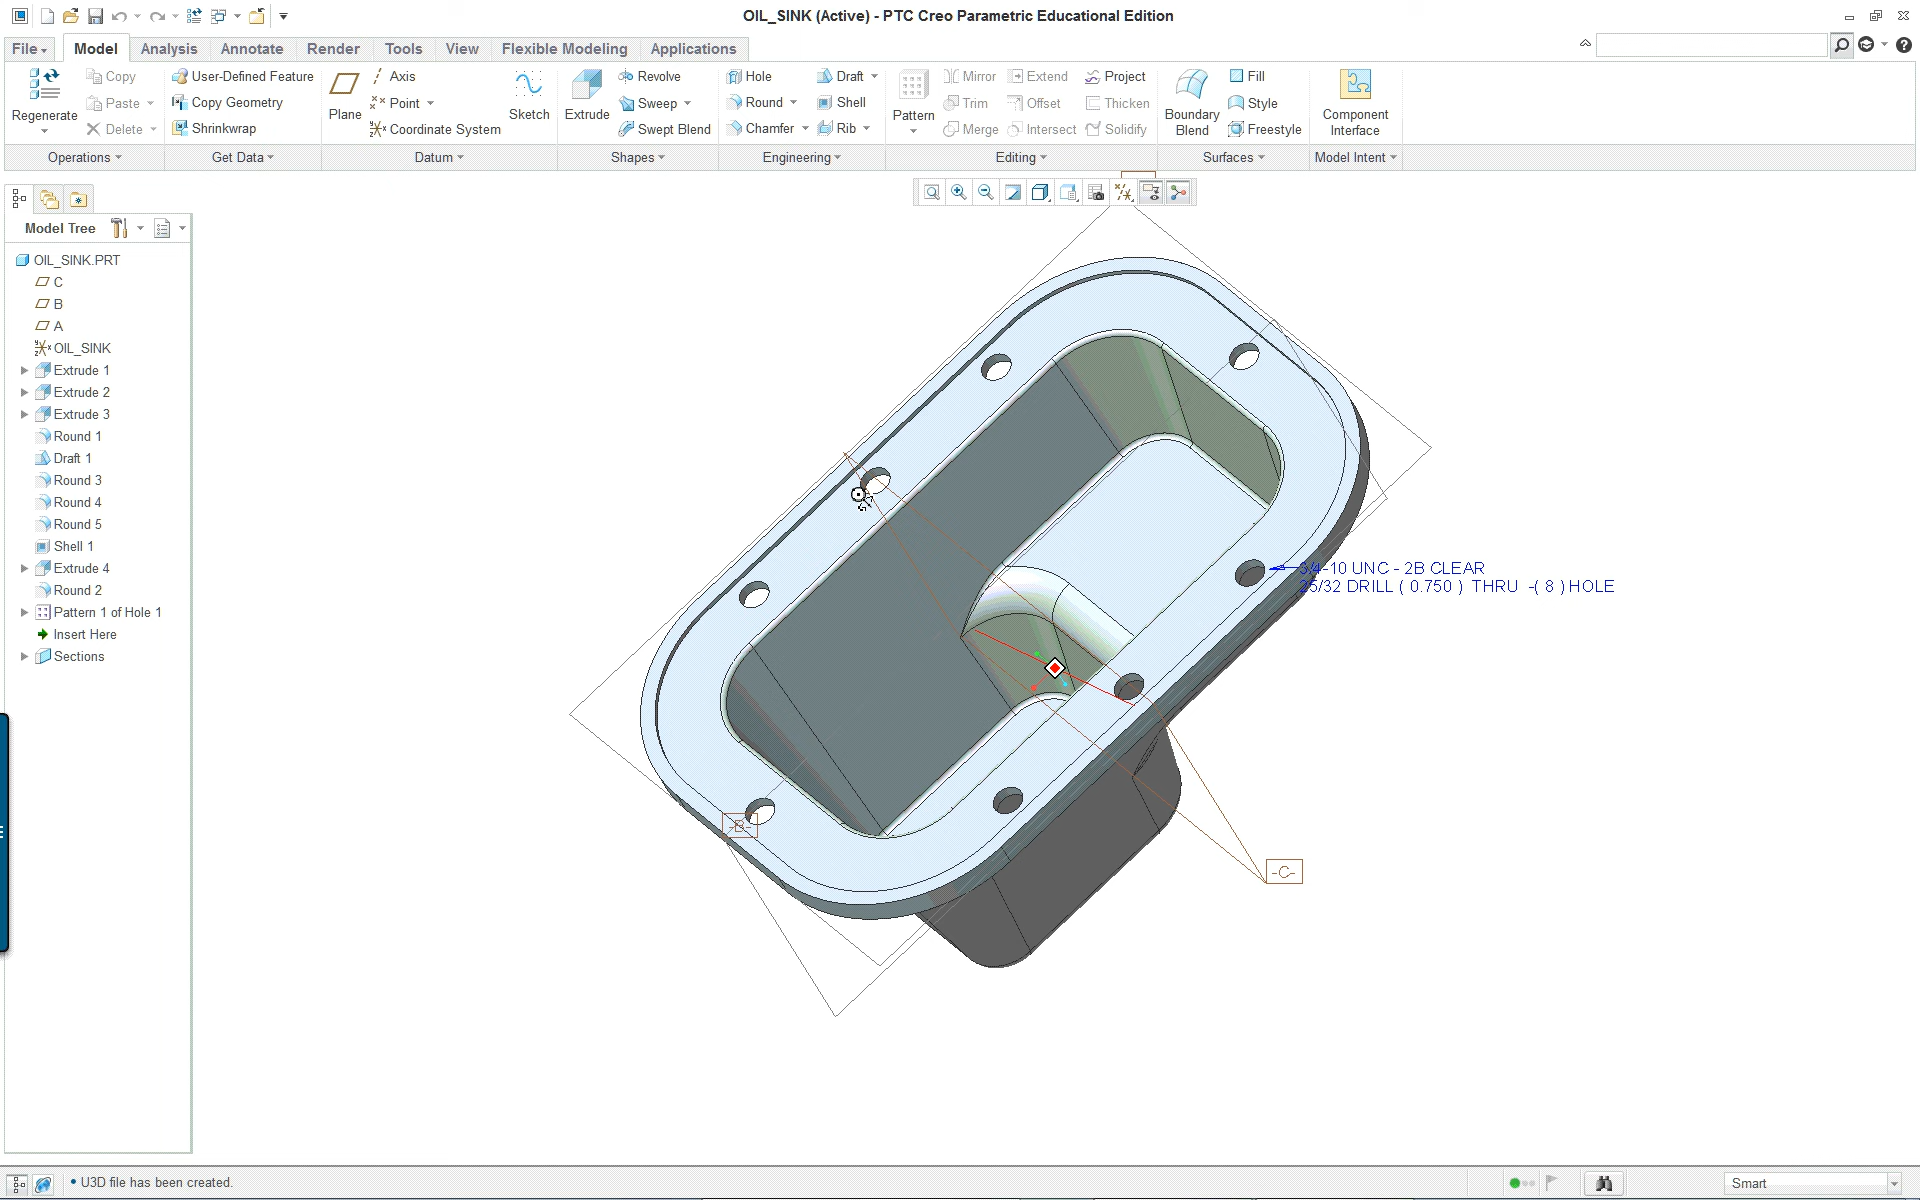 OIL_SINK (Active) - PTC Creo Parametric Educational Edition
File Model Analysis Annotate Render Tools View Flexible Modeling Applications
Regenerate
Copy
Paste
Delete
Operations
User-Defined Feature
Copy Geometry
Shrinkwrap
Get Data
Plane
Axis
Point
Coordinate System
Sketch
Datum
Extrude
Revolve
Sweep
Swept Blend
Shapes
Hole
Round
Chamfer
Draft
Shell
Rib
Engineering
Pattern
Mirror
Trim
Merge
Extend
Offset
Intersect
Project
Thicken
Solidify
Editing
Boundary
Blend
Fill
Style
Freestyle
Surfaces
Component
Interface
Model Intent
Model Tree
OIL_SINK.PRT
C
B
A
OIL_SINK
Extrude 1
Extrude 2
Extrude 3
Round 1
Draft 1
Round 3
Round 4
Round 5
Shell 1
Extrude 4
Round 2
Pattern 1 of Hole 1
Insert Here
Sections
3/4-10 UNC - 2B CLEAR
25/32 DRILL ( 0.750 ) THRU -( 8 ) HOLE
-B-
-C-
• U3D file has been created.
Smart